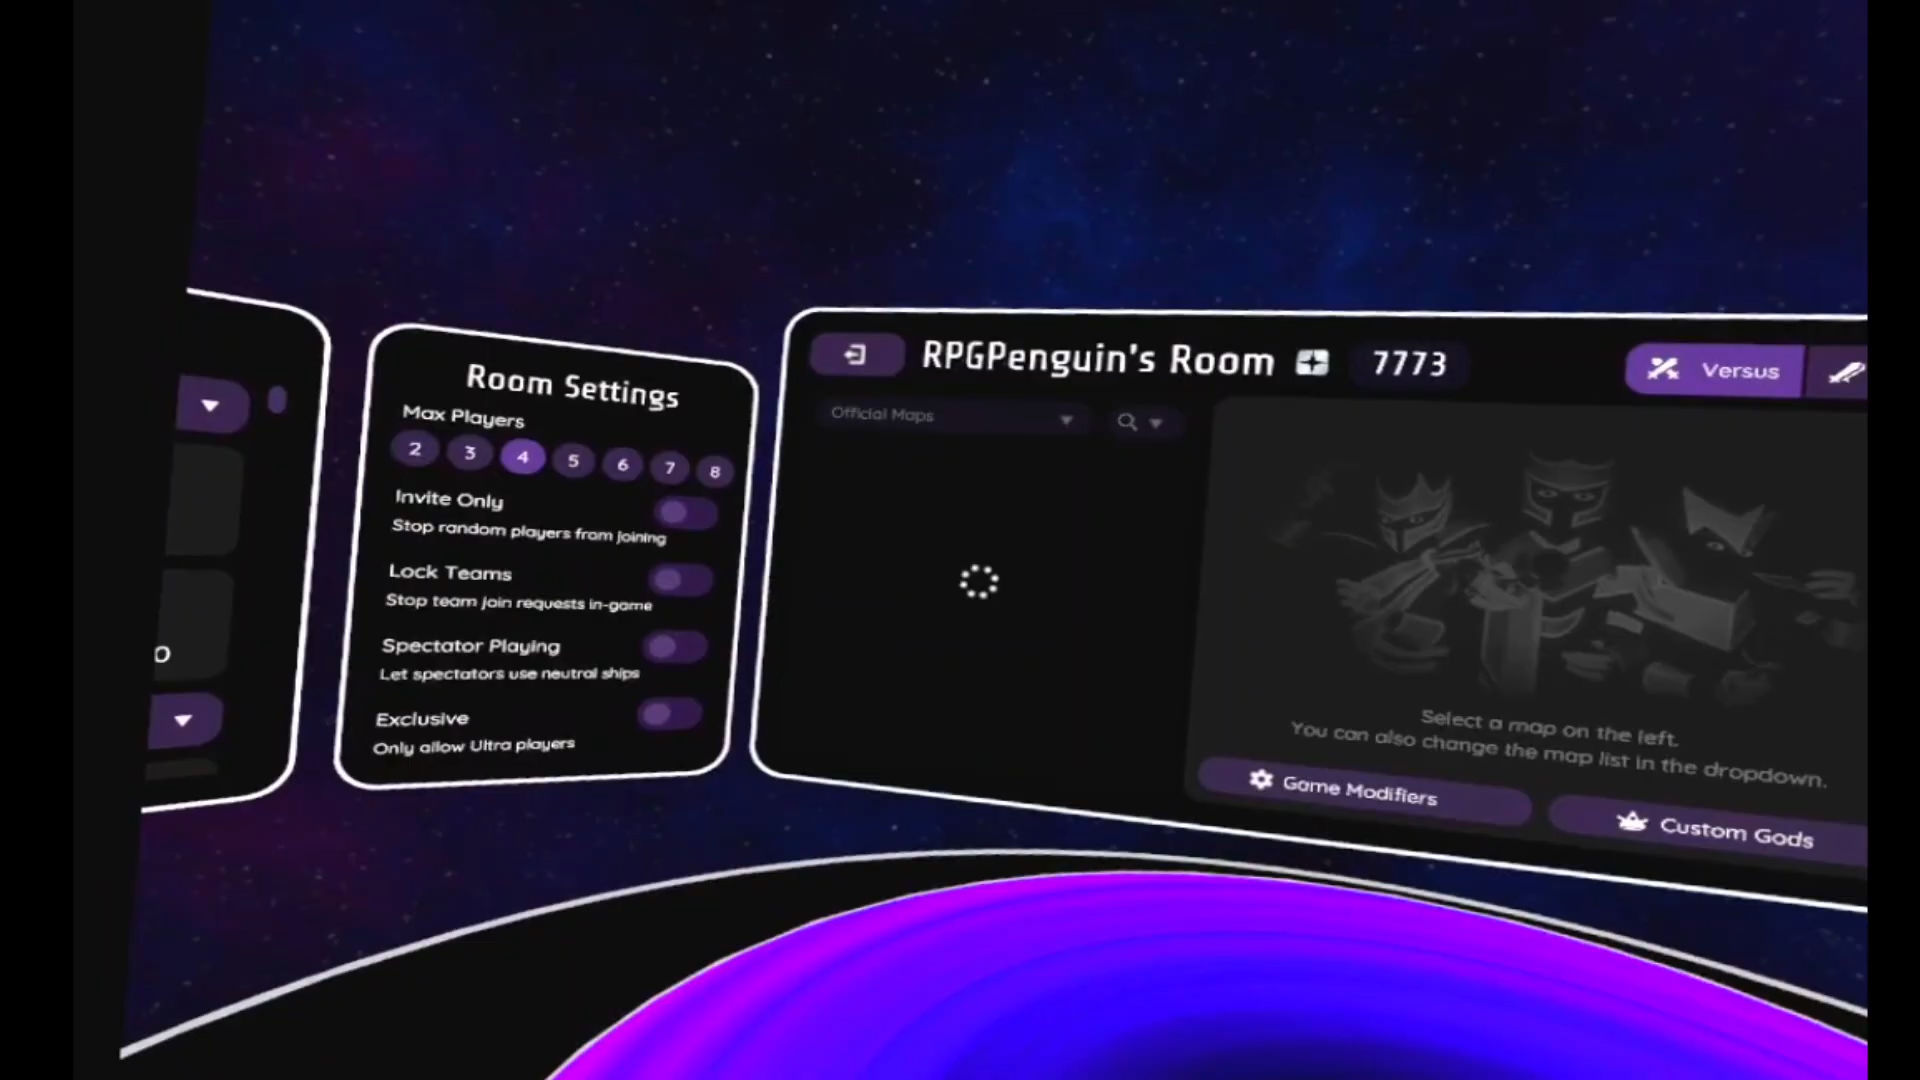 O
Room Settings
Max Players
2 3 4 5 6 7 8
Invite Only
Stop random players from joining
Lock Teams
Stop team join requests in-game
Spectator Playing
Let spectators use neutral ships
Exclusive
Only allow Ultra players
RPGPenguin's Room 7773
Versus
Official Maps
Select a map on the left.
You can also change the map list in the dropdown.
Game Modifiers
Custom Gods